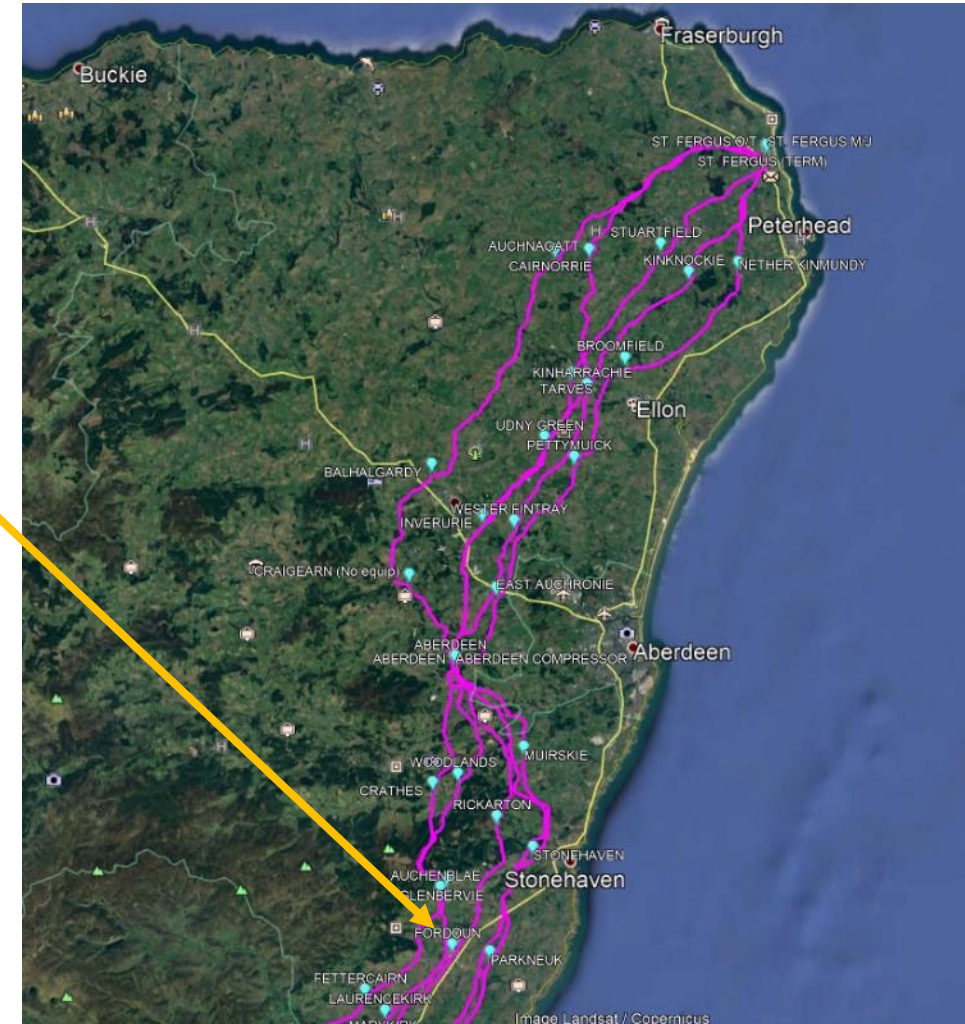 Fraserburgh
Buckie
ST. FERGUS O/T ST. FERGUS M/J
ST. FERGUS (TERM)
Peterhead
H
H
STUARTFIELD
AUCHNAGATT
CAIRNORRIE
KINKNOCKIE
NETHER KINMUNDY
H
H
BROOMFIELD
KINHARRACHIE
TARVES
Ellon
UDNY GREEN
PETTYMUICK
H
BALHALGARDY
WESTER FINTRAY
INVERURIE
CRAIGEARN (No equip)
EAST AUCHRONIE
ABERDEEN
ABERDEEN ABERDEEN COMPRESSOR
Aberdeen
H
MUIRSKIE
WOODLANDS
CRATHES
RICKARTON
STONEHAVEN
Stonehaven
AUCHENBLAE
GLENBERVIE
FORDOUN
PARKNEUK
FETTERCAIRN
LAURENCEKIRK
MARYKIRK
Image Landsat / Copernicus